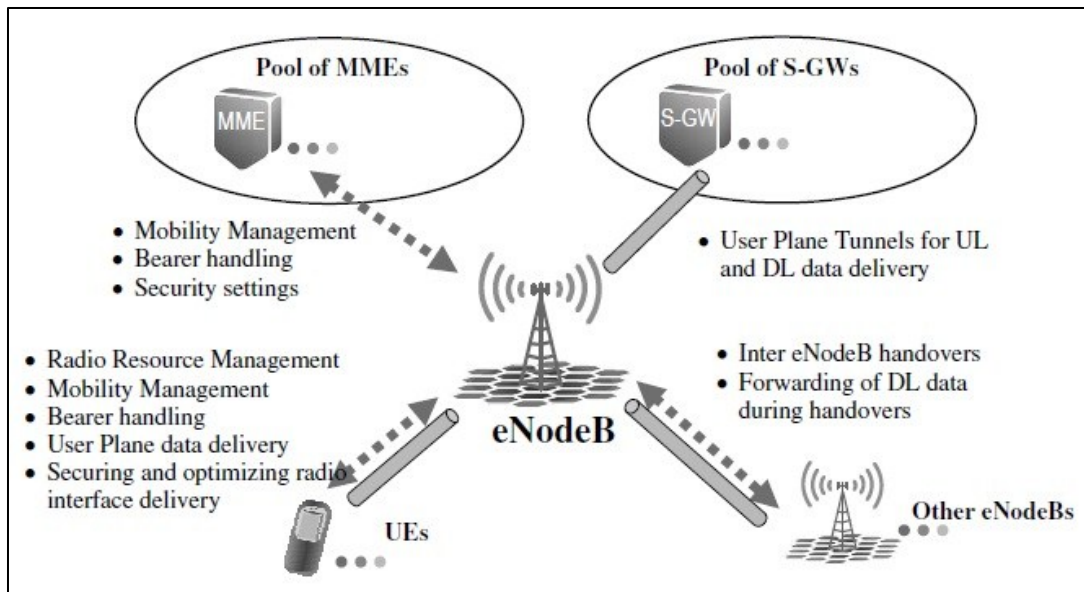 Pool of MMEs
MME
Pool of S-GWs
S-GW
• Mobility Management
• Bearer handling
• Security settings
• User Plane Tunnels for UL
and DL data delivery
• Radio Resource Management
• Mobility Management
• Bearer handling
• User Plane data delivery
• Securing and optimizing radio
interface delivery
• Inter eNodeB handovers
• Forwarding of DL data
during handovers
eNodeB
UEs
Other eNodeBs